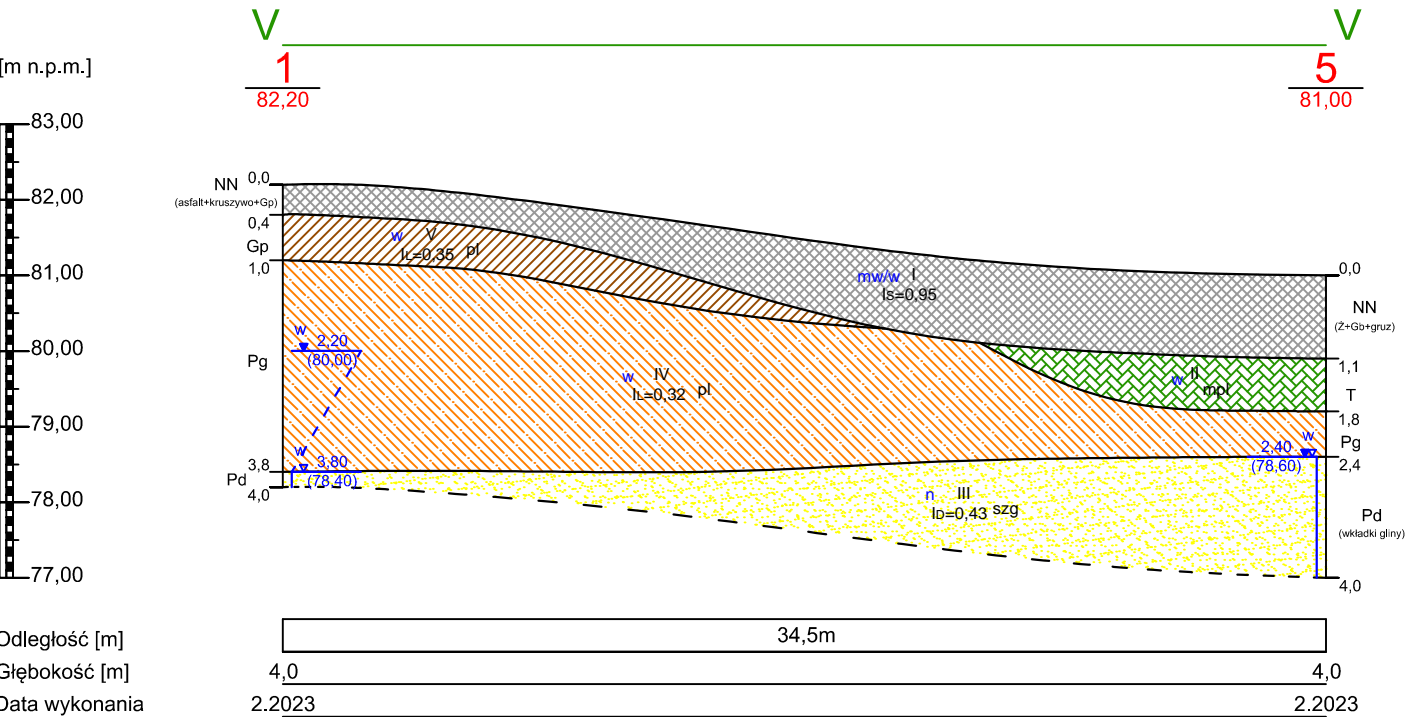 V V
[m n.p.m.]
1 5
82,20 81,00
83,00
82,00
81,00
80,00
79,00
78,00
77,00
NN 0,0
(asfalt+kruszywo+Gp)
0,4
Gp
1,0
Pg
3,8
Pd
4,0
w V
IL=0,35 pl
mw/w I
IS=0,95
w
2,20
(80,00)
w IV
IL=0,32 pl
w II
mpl
w
3,80
(78,40)
n III
ID=0,43 szg
2,40 w
(78,60)
0,0
NN
(Ż+Gb+gruz)
1,1
T
1,8
Pg
2,4
Pd
(wkładki gliny)
4,0
Odległość [m] 34,5m
Głębokość [m] 4,0 4,0
Data wykonania 2.2023 2.2023